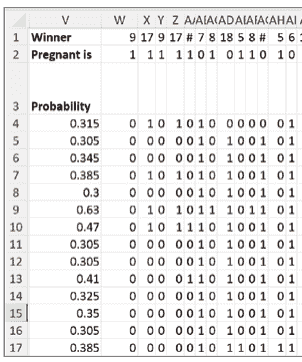 V W X Y Z
1 Winner 9 17 9 17 # 7 8 18 5 8 # 5 6
2 Pregnant is 1 1 1 1 1 0 1 0 1 1 0 1 0
3 Probability
4 0.315 0 1 0 1 0 1 0 0 0 0 0 0 1
5 0.305 0 0 0 0 0 1 0 1 0 0 1 0 1
6 0.345 0 0 0 0 0 1 0 1 0 0 1 0 1
7 0.385 0 1 0 1 0 1 0 1 0 0 1 0 1
8 0.3 0 0 0 0 0 1 0 1 0 0 1 0 1
9 0.63 0 1 0 1 0 1 1 1 0 1 1 0 1
10 0.47 0 1 0 1 1 1 0 1 0 0 1 0 1
11 0.305 0 0 0 0 0 1 0 1 0 0 1 0 1
12 0.305 0 0 0 0 0 1 0 1 0 0 1 0 1
13 0.41 0 0 0 0 1 1 0 1 0 0 1 0 1
14 0.325 0 0 0 0 0 1 0 1 0 0 1 0 1
15 0.35 0 0 0 0 0 1 0 1 0 0 1 0 1
16 0.305 0 0 0 0 0 1 0 1 0 0 1 0 1
17 0.385 0 0 0 0 0 1 0 1 1 0 1 1 1